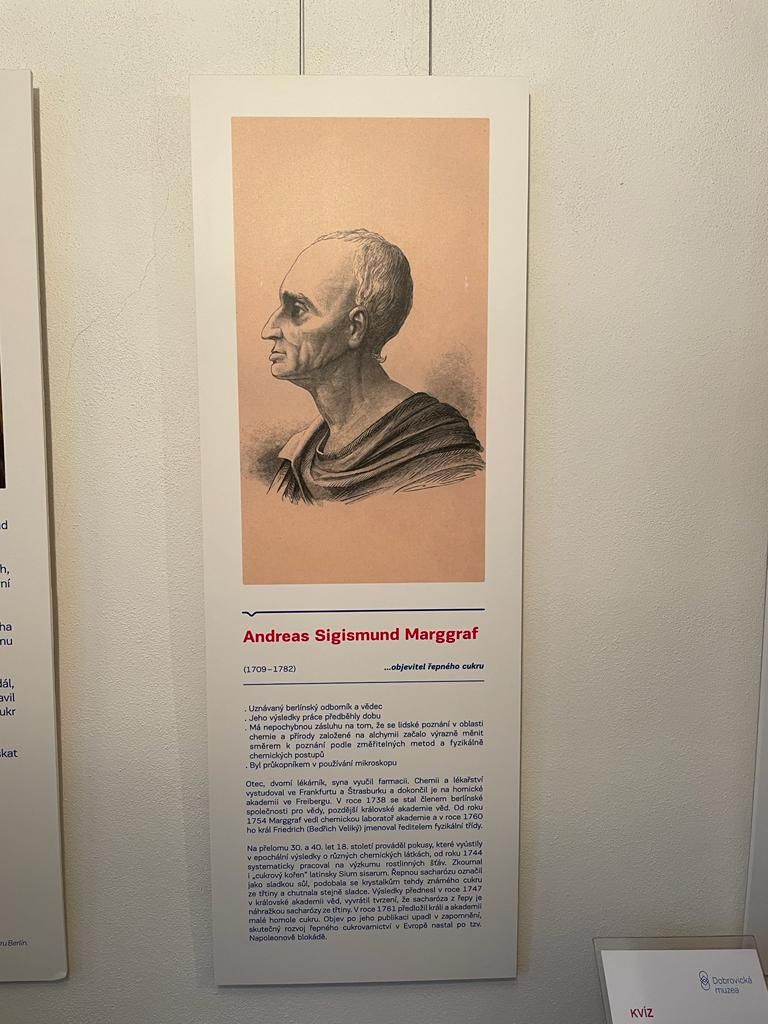 Andreas Sigismund Marggraf
(1709–1782) ...objevitel řepného cukru
. Uznávaný berlínský odborník a vědec
. Jeho výsledky práce předběhly dobu
. Má nepochybnou zásluhu na tom, že se lidské poznání v oblasti
chemie a přírody založené na alchymii začalo výrazně měnit
směrem k poznání podle změřitelných metod a fyzikálně
chemických postupů
. Byl průkopníkem v používání mikroskopu
Otec, dvorní lékárník, syna vyučil farmacii. Chemii a lékařství
vystudoval ve Frankfurtu a Štrasburku a dokončil je na hornické
akademii ve Freibergu. V roce 1738 se stal členem berlínské
společnosti pro vědy, pozdější královské akademie věd. Od roku
1754 Marggraf vedl chemickou laboratoř akademie a v roce 1760
ho král Friedrich (Bedřich Veliký) jmenoval ředitelem fyzikální třídy.
Na přelomu 30. a 40. let 18. století prováděl pokusy, které vyústily
v epochální výsledky o různých chemických látkách, od roku 1744
systematicky pracoval na výzkumu rostlinných šťáv. Zkoumal
i „cukrový kořen" latinsky Sium sisarum. Řepnou sacharózu označil
jako sladkou sůl, podobala se krystalkům tehdy známého cukru
ze třtiny a chutnala stejně sladce. Výsledky přednesl v roce 1747
v královské akademii věd, vyvrátil tvrzení, že sacharóza z řepy je
náhražkou sacharózy ze třtiny. V roce 1761 předložil králi a akademii
malé homole cukru. Objev po jeho publikaci upadl v zapomnění,
skutečný rozvoj řepného cukrovarnictví v Evropě nastal po tzv.
Napoleonově blokádě.
Dobrovická
muzea
KVÍZ